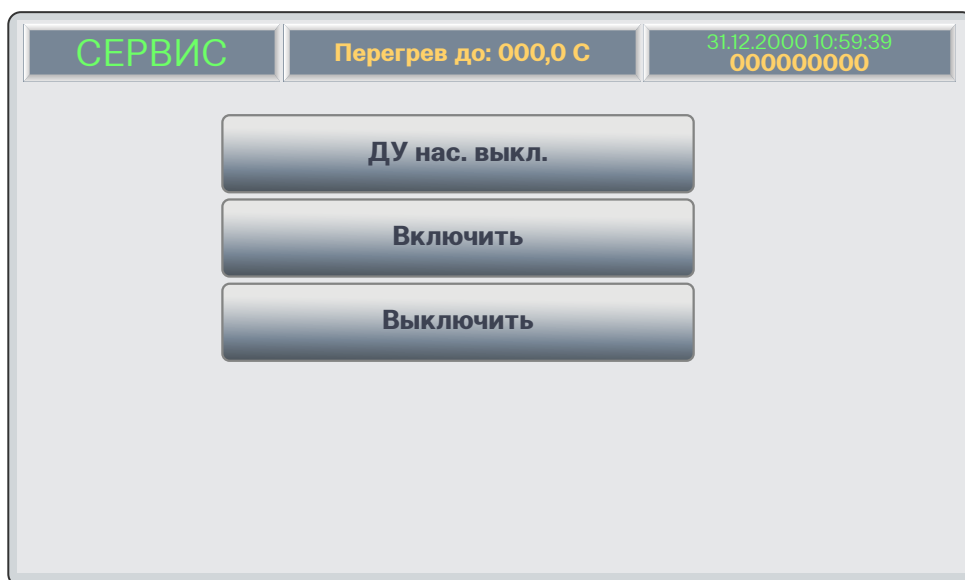 СЕРВИС
Перегрев до: 000,0 С
31.12.2000 10:59:39
000000000
ДУ нас. выкл.
Включить
Выключить